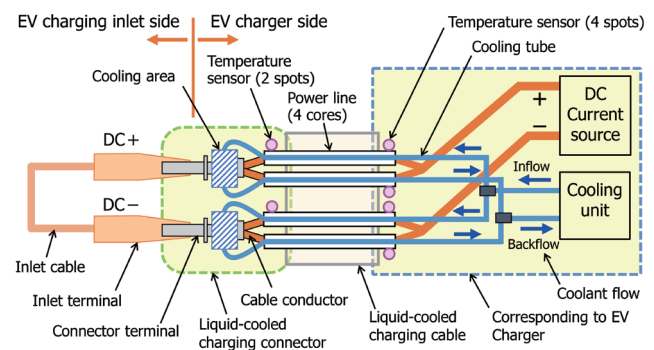 EV charging inlet side
EV charger side
Cooling area
Temperature
sensor (2 spots)
Power line
(4 cores)
Temperature sensor (4 spots)
Cooling tube
DC+
DC−
+
−
DC
Current
source
Inflow
Cooling
unit
Backflow
Inlet cable
Inlet terminal
Connector terminal
Cable conductor
Liquid-cooled
charging connector
Liquid-cooled
charging cable
Coolant flow
Corresponding to EV
Charger